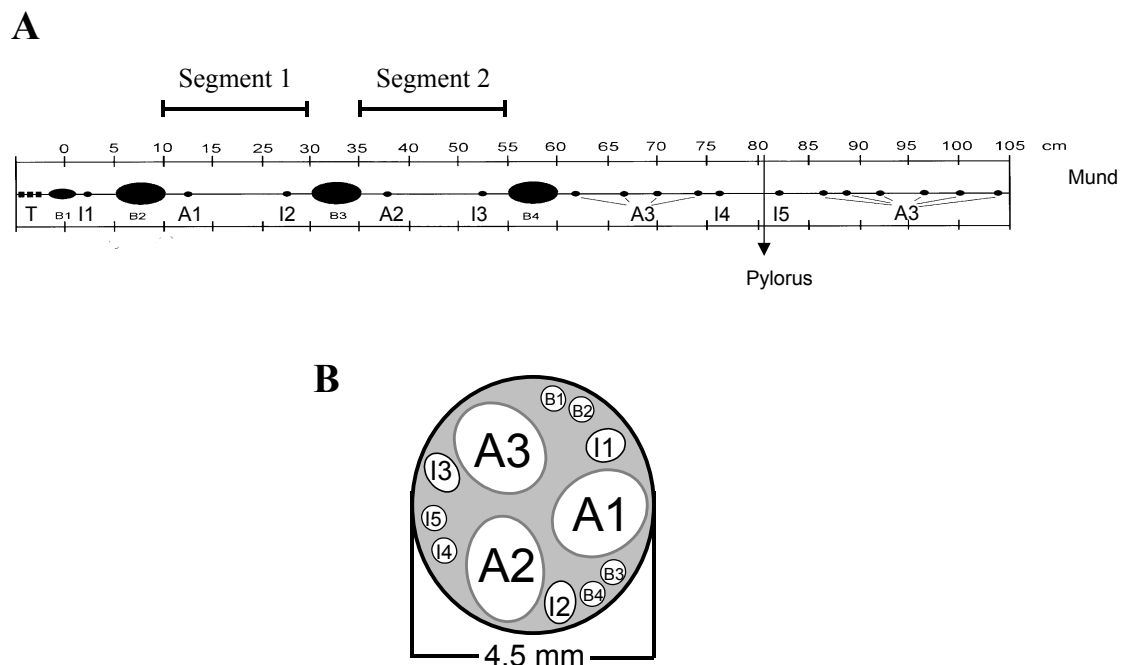 A
Segment 1 Segment 2
0 5 10 15 20 25 30 35 40 45 50 55 60 65 70 75 80 85 90 95 100 105 cm
Mund
T B1 I1 B2 A1 I2 B3 A2 I3 B4 A3 I4 I5 A3
Pylorus
B
B1
B2
A3 I1
I3
A1
I5
I4
A2 B3
I2 B4
4.5 mm